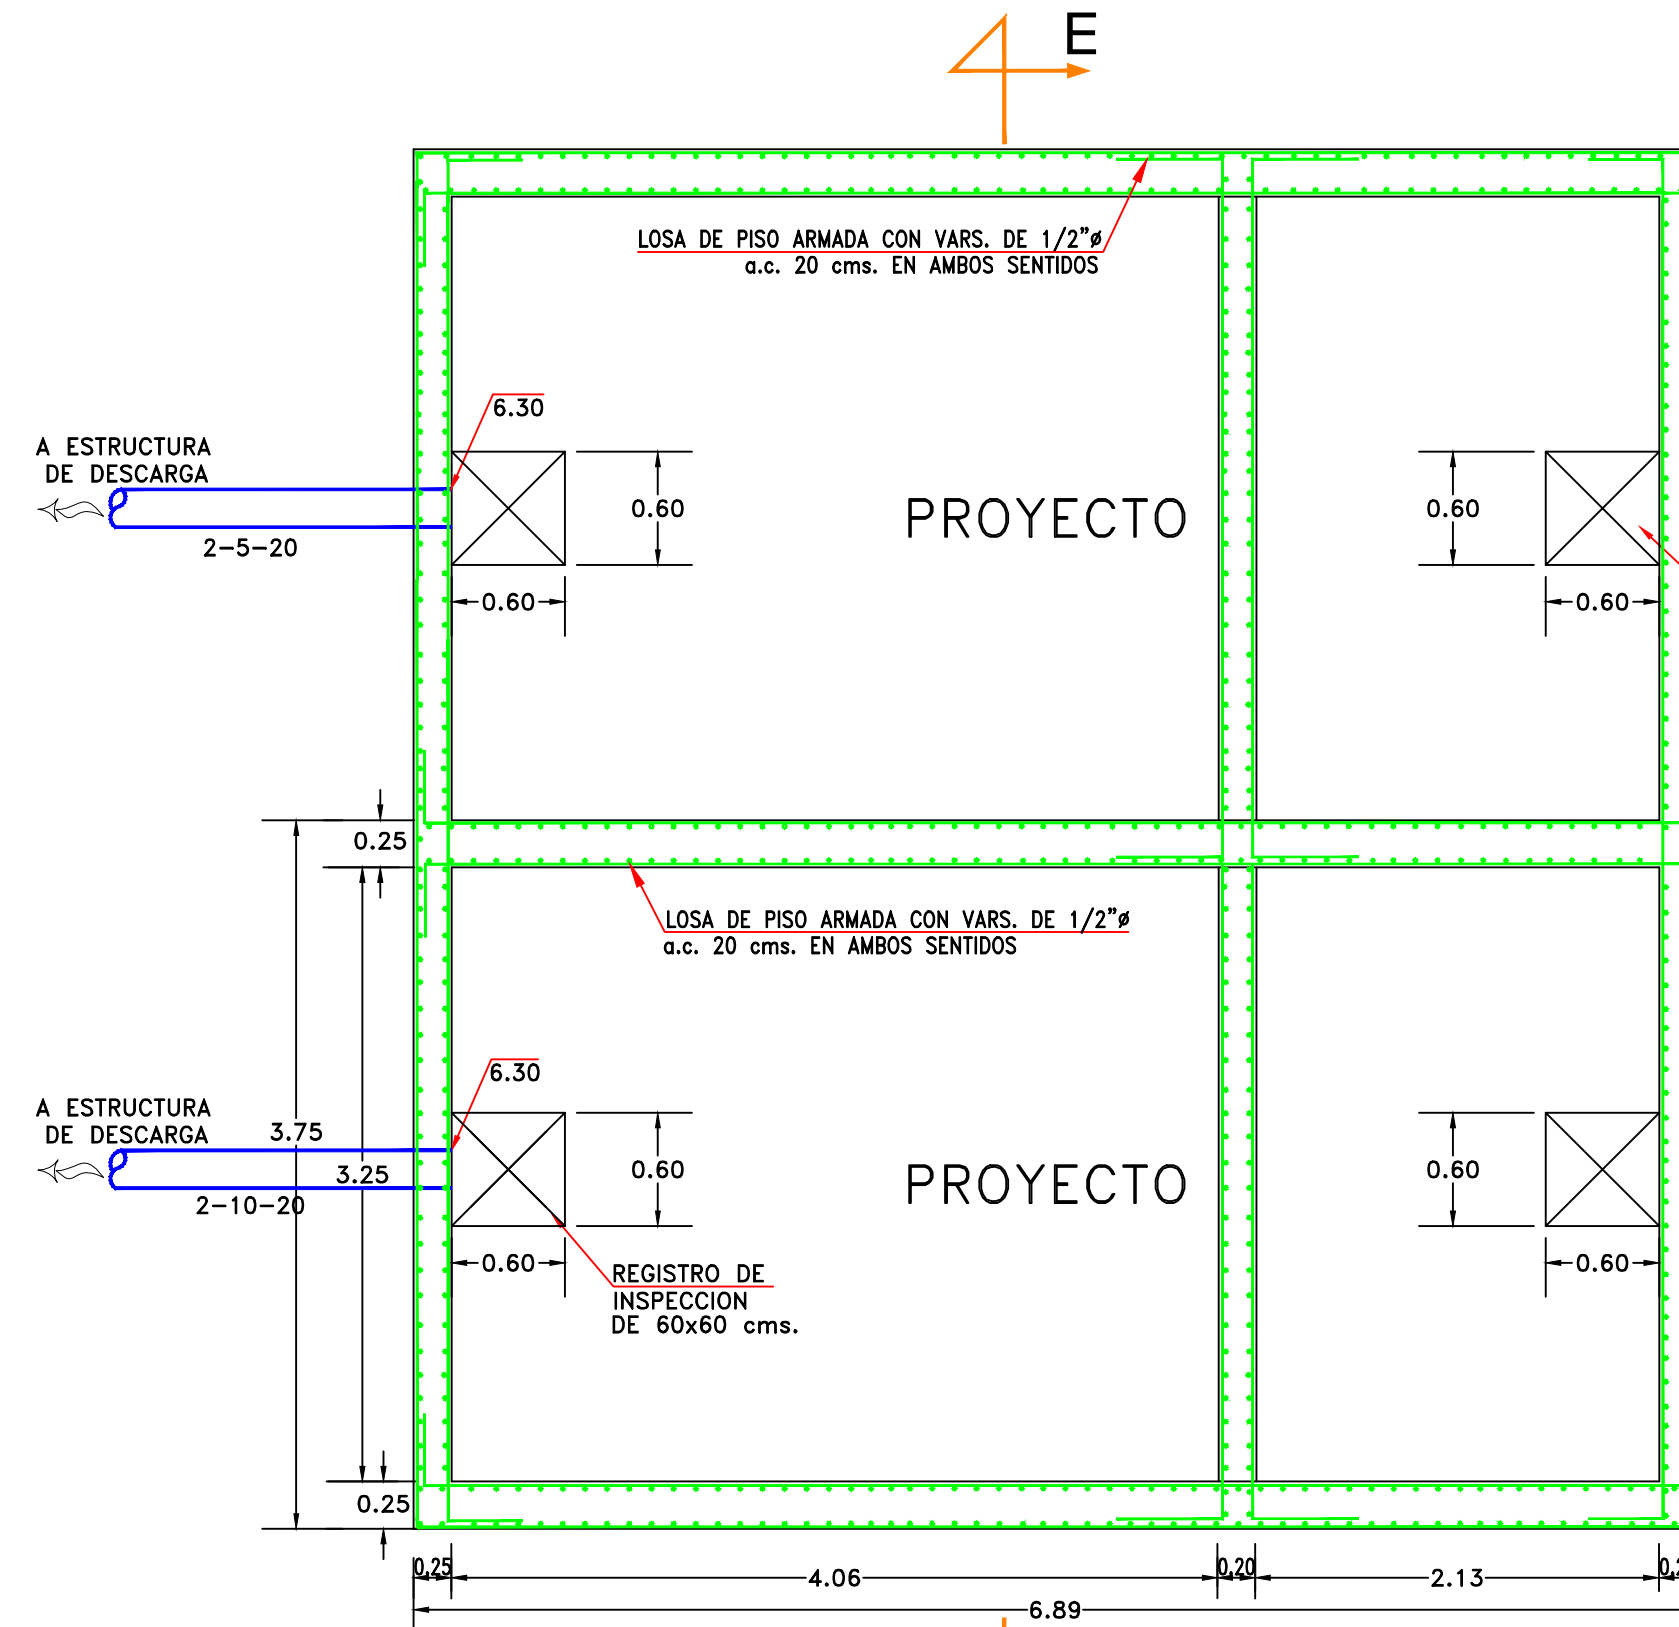 E
LOSA DE PISO ARMADA CON VARS. DE 1/2"ø
a.c. 20 cms. EN AMBOS SENTIDOS
6.30
A ESTRUCTURA
DE DESCARGA
2-5-20
0.60
0.60
PROYECTO
0.60
0.60
0.25
LOSA DE PISO ARMADA CON VARS. DE 1/2"ø
a.c. 20 cms. EN AMBOS SENTIDOS
6.30
A ESTRUCTURA
DE DESCARGA
3.75
3.25
2-10-20
0.60
0.60
PROYECTO
0.60
0.60
REGISTRO DE
INSPECCION
DE 60x60 cms.
0.25
0.25
4.06
0.20
2.13
6.89